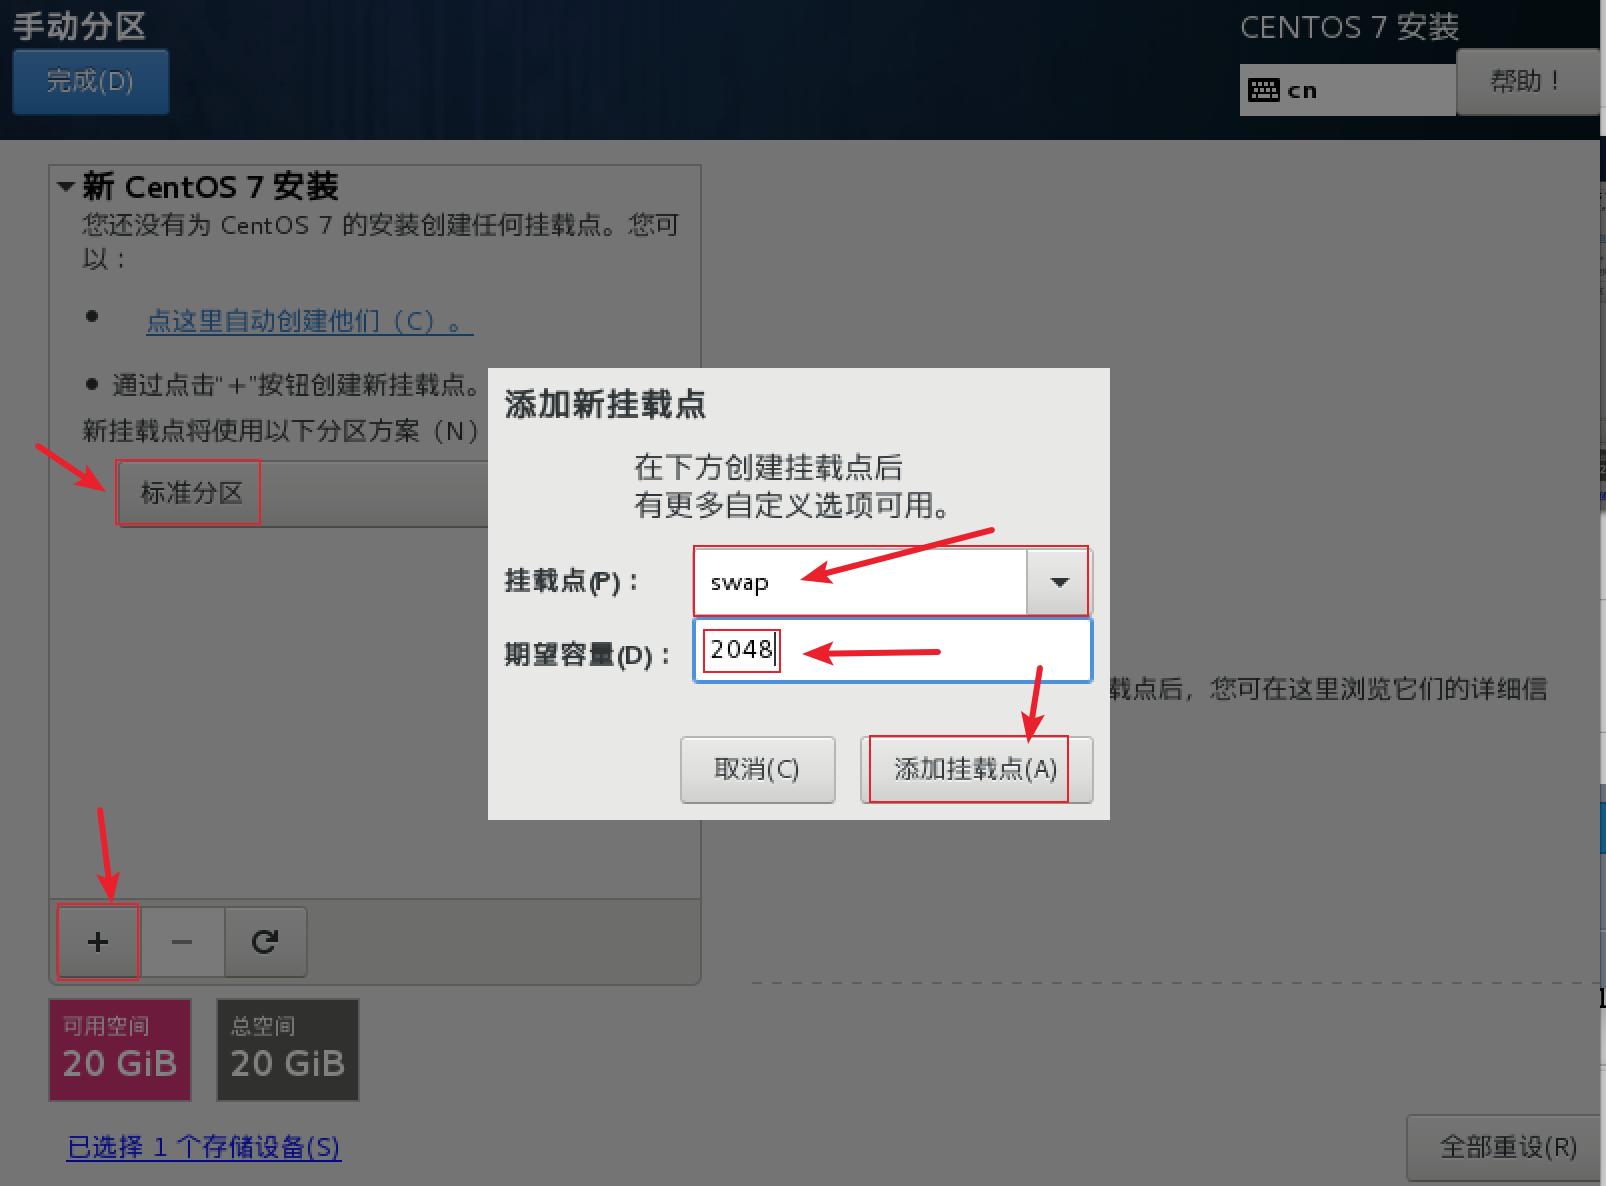 手动分区
完成(D)
CENTOS 7 安装
cn
帮助！
新 CentOS 7 安装
您还没有为 CentOS 7 的安装创建任何挂载点。您可
以：
点这里自动创建他们（C）。
通过点击“+”按钮创建新挂载点。
新挂载点将使用以下分区方案（N）
标准分区
添加新挂载点
在下方创建挂载点后
有更多自定义选项可用。
挂载点(P)：
swap
期望容量(D)：
2048
取消(C)
添加挂载点(A)
载点后，您可在这里浏览它们的详细信
+
−
可用空间
20 GiB
总空间
20 GiB
已选择 1 个存储设备(S)
全部重设(R)